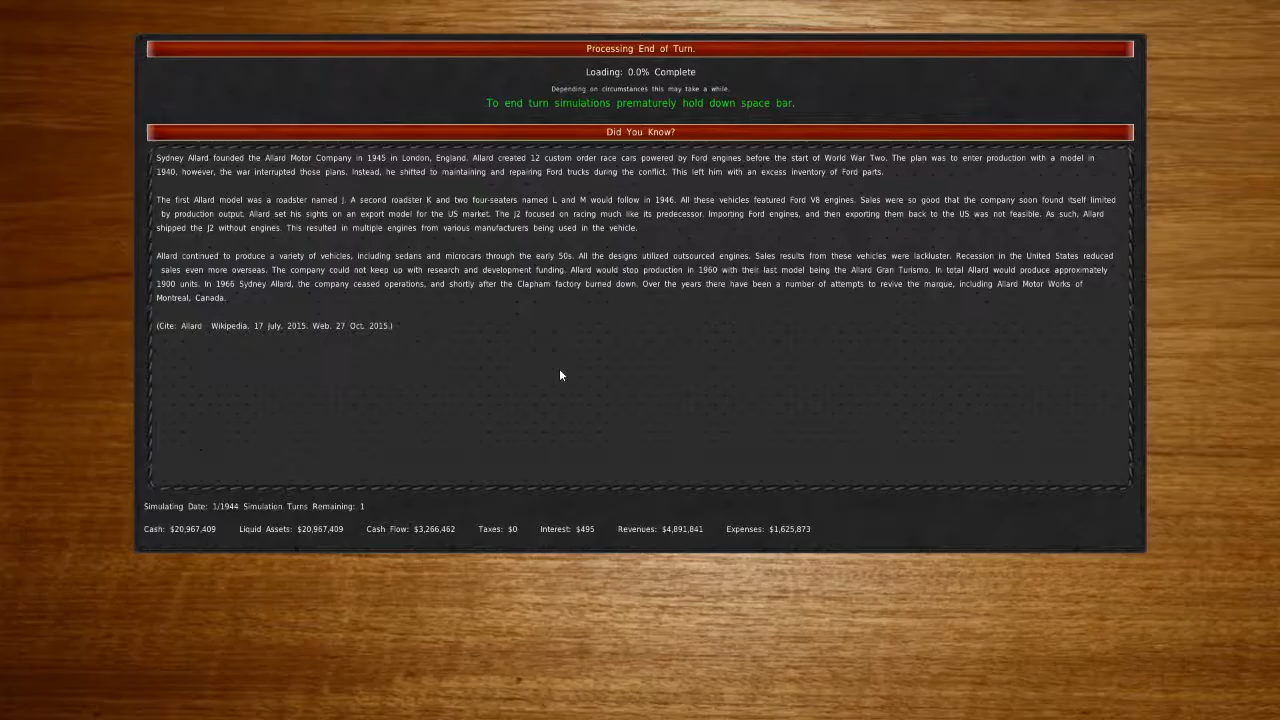 Processing End of Turn.
Loading: 0.0% Complete
Depending on circumstances this may take a while.
To end turn simulations prematurely hold down space bar.
Did You Know?
Sydney Allard founded the Allard Motor Company in 1945 in London, England. Allard created 12 custom order race cars powered by Ford engines before the start of World War Two. The plan was to enter production with a model in
1940, however, the war interrupted those plans. Instead, he shifted to maintaining and repairing Ford trucks during the conflict. This left him with an excess inventory of Ford parts.
The first Allard model was a roadster named J. A second roadster K and two four-seaters named L and M would follow in 1946. All these vehicles featured Ford V8 engines. Sales were so good that the company soon found itself limited
by production output. Allard set his sights on an export model for the US market. The J2 focused on racing much like its predecessor. Importing Ford engines, and then exporting them back to the US was not feasible. As such, Allard
shipped the J2 without engines. This resulted in multiple engines from various manufacturers being used in the vehicle.
Allard continued to produce a variety of vehicles, including sedans and microcars through the early 50s. All the designs utilized outsourced engines. Sales results from these vehicles were lackluster. Recession in the United States reduced
sales even more overseas. The company could not keep up with research and development funding. Allard would stop production in 1960 with their last model being the Allard Gran Turismo. In total Allard would produce approximately
1900 units. In 1966 Sydney Allard, the company ceased operations, and shortly after the Clapham factory burned down. Over the years there have been a number of attempts to revive the marque, including Allard Motor Works of
Montreal, Canada.
(Cite: Allard Wikipedia, 17 July, 2015. Web. 27 Oct. 2015.)
Simulating Date: 1/1944 Simulation Turns Remaining: 1
Cash: $20,967,409 Liquid Assets: $20,967,409 Cash Flow: $3,266,462 Taxes: $0 Interest: $495 Revenues: $4,891,841 Expenses: $1,625,873